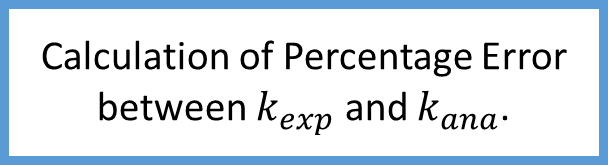 Calculation of Percentage Error
between k_exp and k_ana.